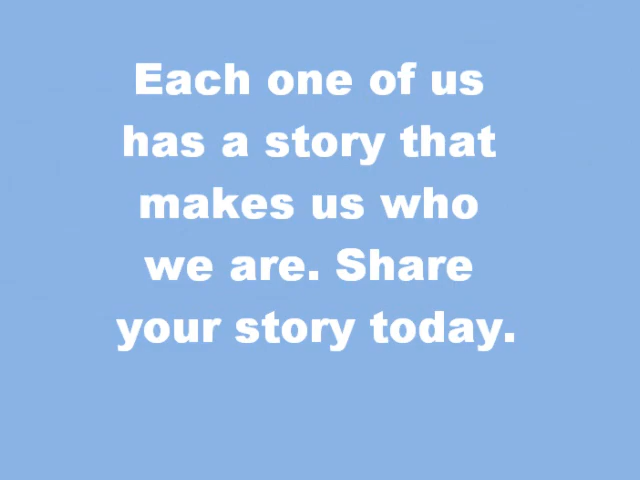 Each one of us
has a story that
makes us who
we are. Share
your story today.